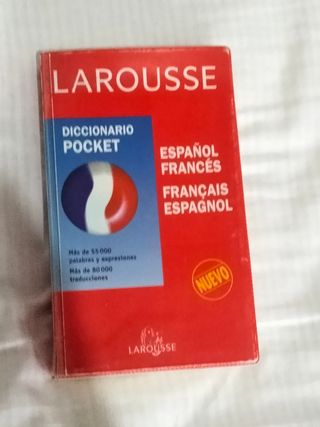 LAROUSSE
DICCIONARIO
POCKET
ESPAÑOL
FRANCÉS
FRANÇAIS
ESPAGNOL
Más de 55 000
palabras y expresiones
Más de 80 000
traducciones
NUEVO
LAROUSSE